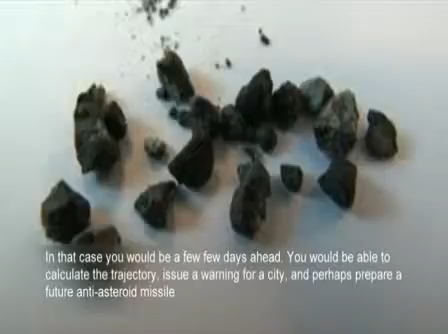 In that case you would be a few few days ahead. You would be able to
calculate the trajectory, issue a warning for a city, and perhaps prepare a
future anti-asteroid missile